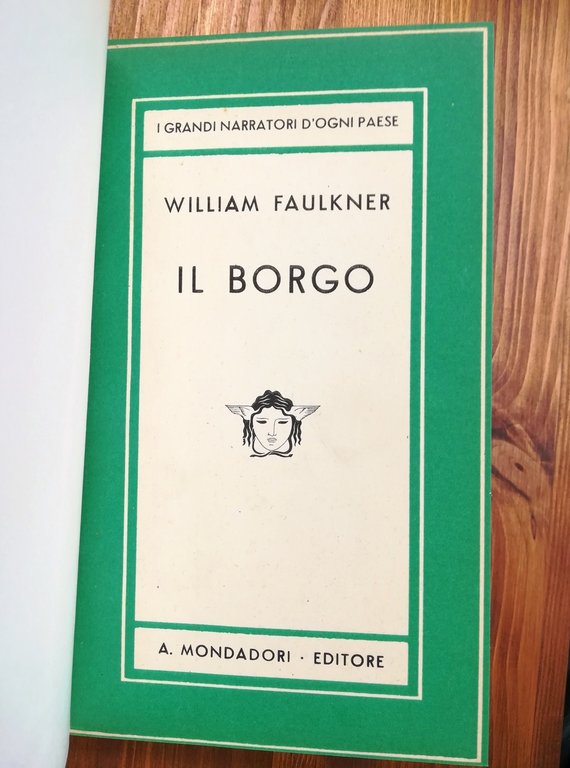 I GRANDI NARRATORI D'OGNI PAESE
WILLIAM FAULKNER
IL BORGO
A. MONDADORI · EDITORE